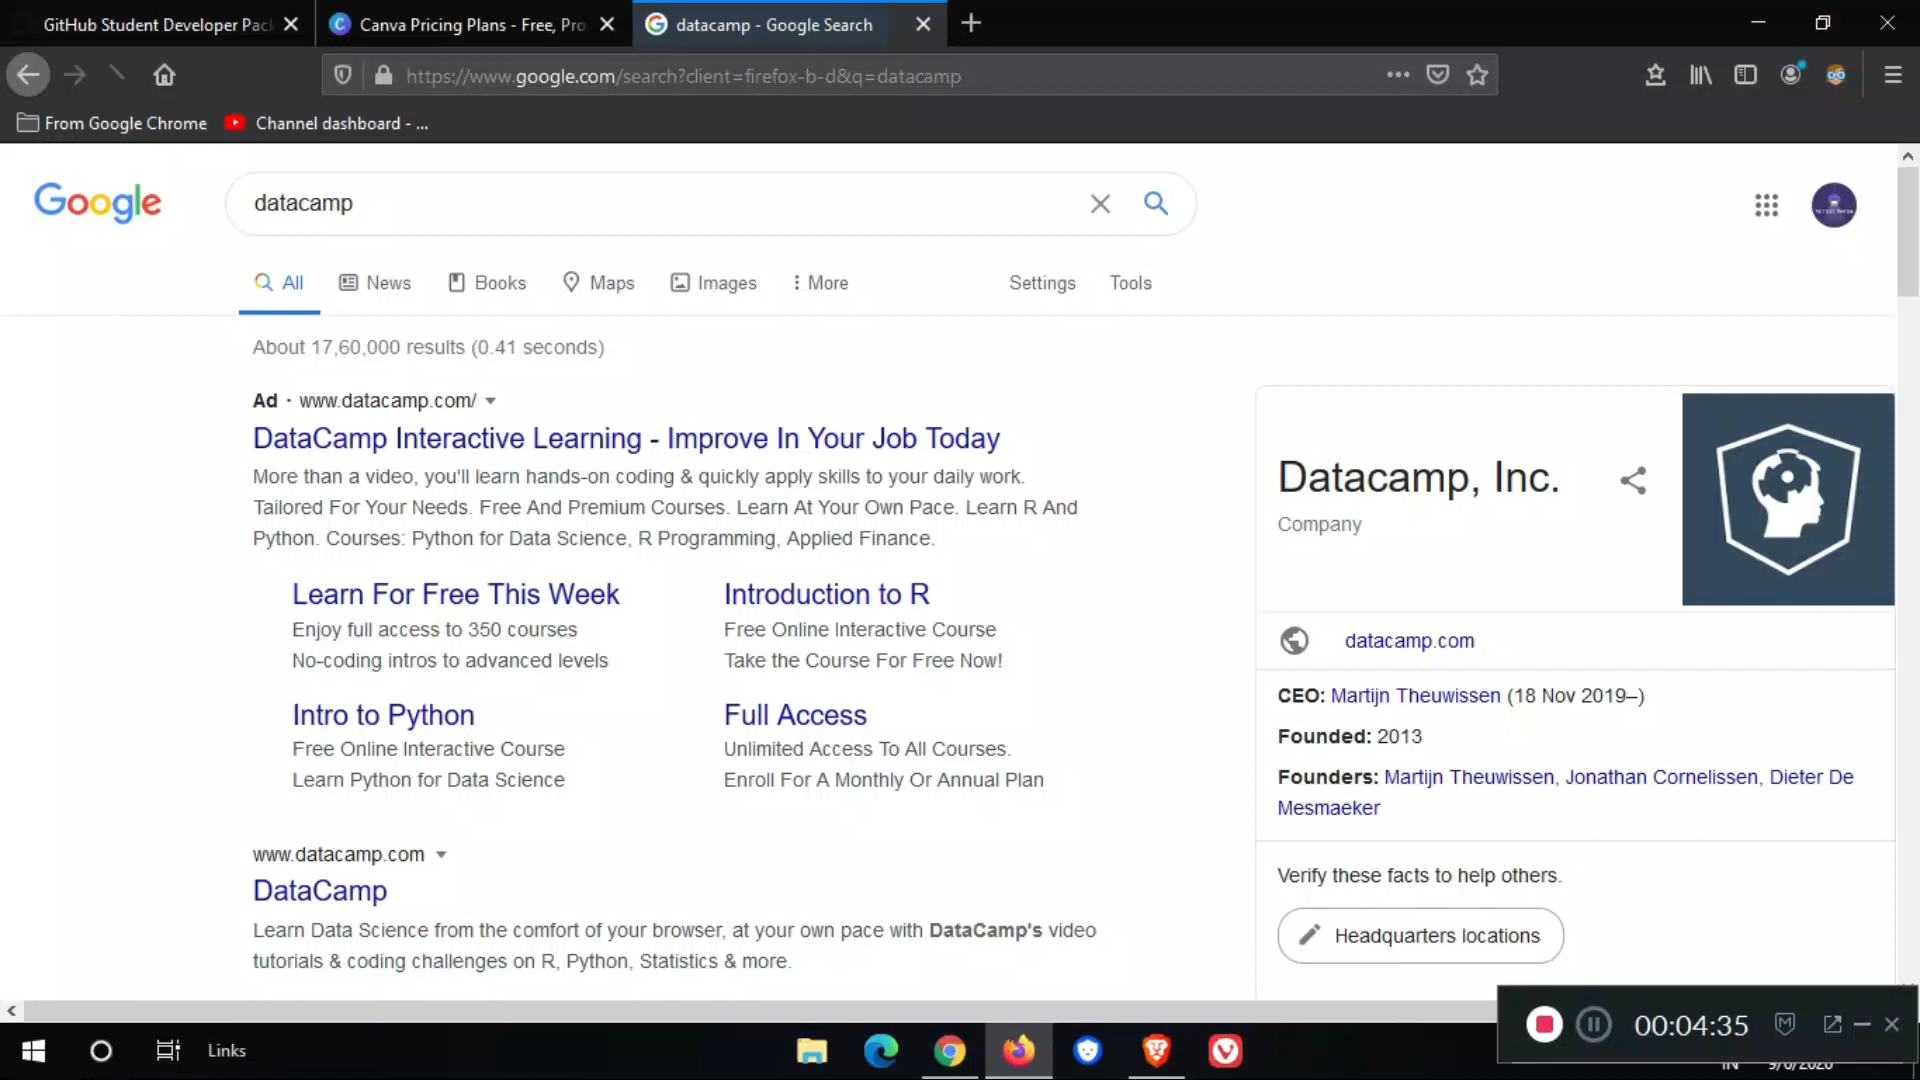 GitHub Student Developer Pack
Canva Pricing Plans - Free, Pro
datacamp - Google Search
https://www.google.com/search?client=firefox-b-d&q=datacamp
From Google Chrome
Channel dashboard - ...
Google
datacamp
All
News
Books
Maps
Images
More
Settings
Tools
About 17,60,000 results (0.41 seconds)
Ad · www.datacamp.com/
DataCamp Interactive Learning - Improve In Your Job Today
More than a video, you'll learn hands-on coding & quickly apply skills to your daily work.
Tailored For Your Needs. Free And Premium Courses. Learn At Your Own Pace. Learn R And
Python. Courses: Python for Data Science, R Programming, Applied Finance.
Learn For Free This Week
Enjoy full access to 350 courses
No-coding intros to advanced levels
Introduction to R
Free Online Interactive Course
Take the Course For Free Now!
Intro to Python
Free Online Interactive Course
Learn Python for Data Science
Full Access
Unlimited Access To All Courses.
Enroll For A Monthly Or Annual Plan
www.datacamp.com
DataCamp
Learn Data Science from the comfort of your browser, at your own pace with DataCamp's video
tutorials & coding challenges on R, Python, Statistics & more.
Datacamp, Inc.
Company
datacamp.com
CEO: Martijn Theuwissen (18 Nov 2019–)
Founded: 2013
Founders: Martijn Theuwissen, Jonathan Cornelissen, Dieter De
Mesmaeker
Verify these facts to help others.
Headquarters locations
00:04:35
Links
IN
9/6/2020